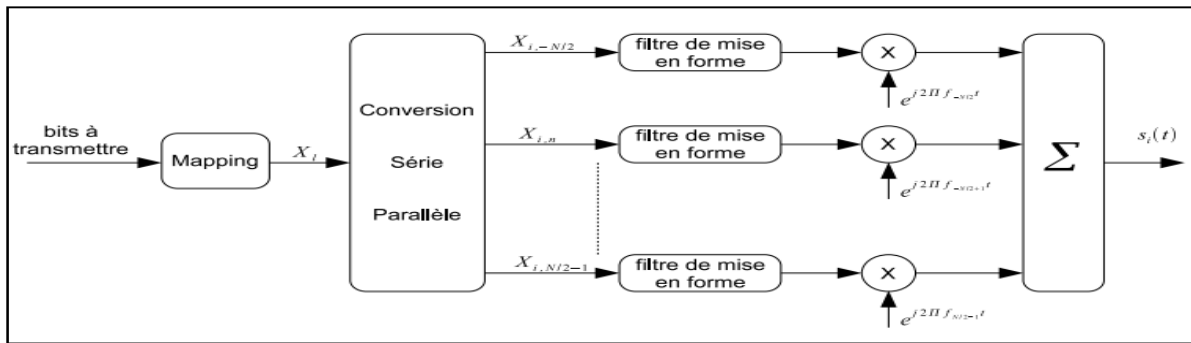 bits à
transmettre
Mapping
X_l
Conversion
Série
Parallèle
X_{i,-N/2}
filtre de mise
en forme
×
e^{j2Πf_{-N/2}t}
X_{i,n}
filtre de mise
en forme
×
e^{j2Πf_{-N/2+1}t}
X_{i,N/2-1}
filtre de mise
en forme
×
e^{j2Πf_{N/2-1}t}
Σ
s_i(t)